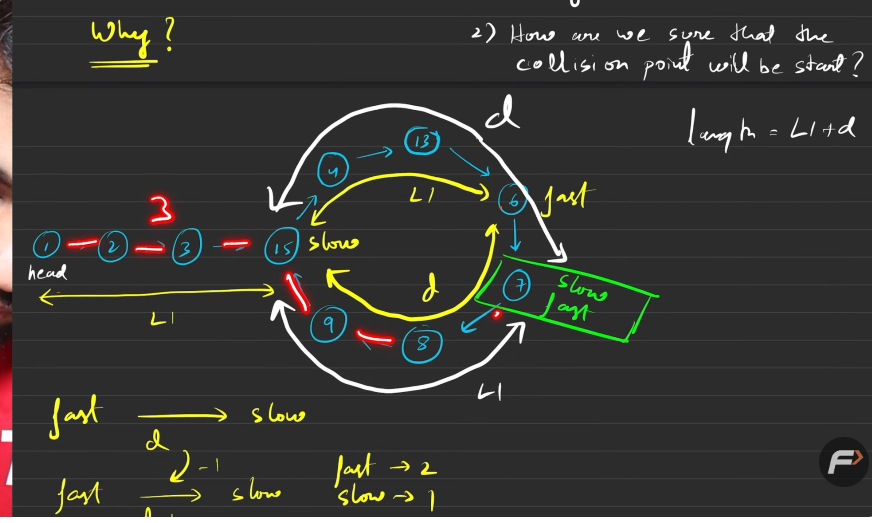 Why?
2) How are we sure that the
collision point will be start?
length = L1+d
d
4
13
L1
6
fast
3
1
2
3
15
slow
head
L1
d
7
slow
fast
9
8
L1
fast → slow
d
-1
fast → slow
fast → 2
slow → 1
F